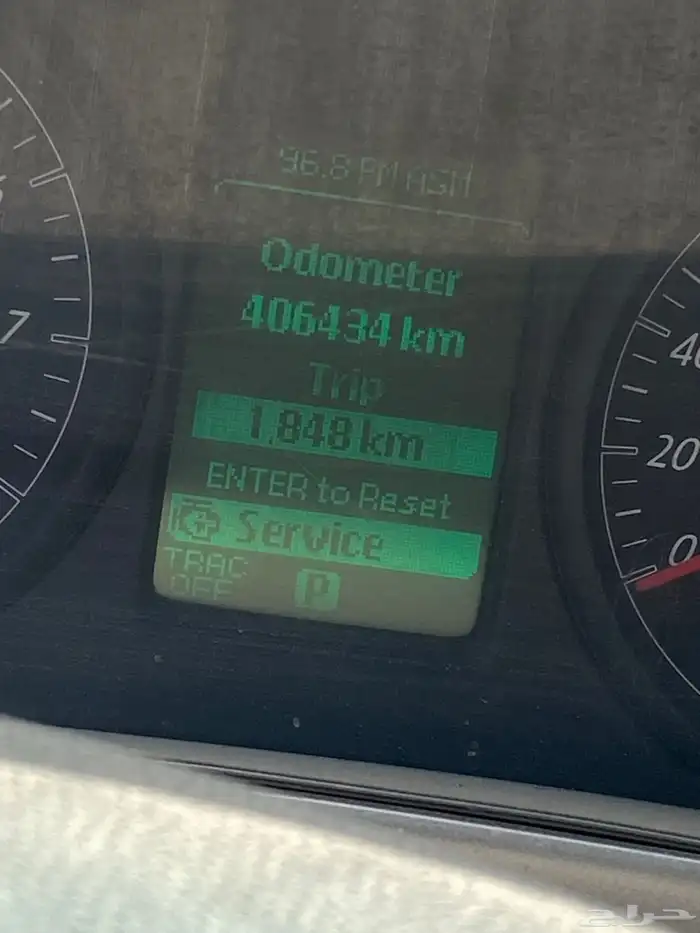 96.8 FM ASM
Odometer
406434 km
Trip
1,848 km
ENTER to Reset
Service
TRAC
OFF
P
7
40
20
0
حراج